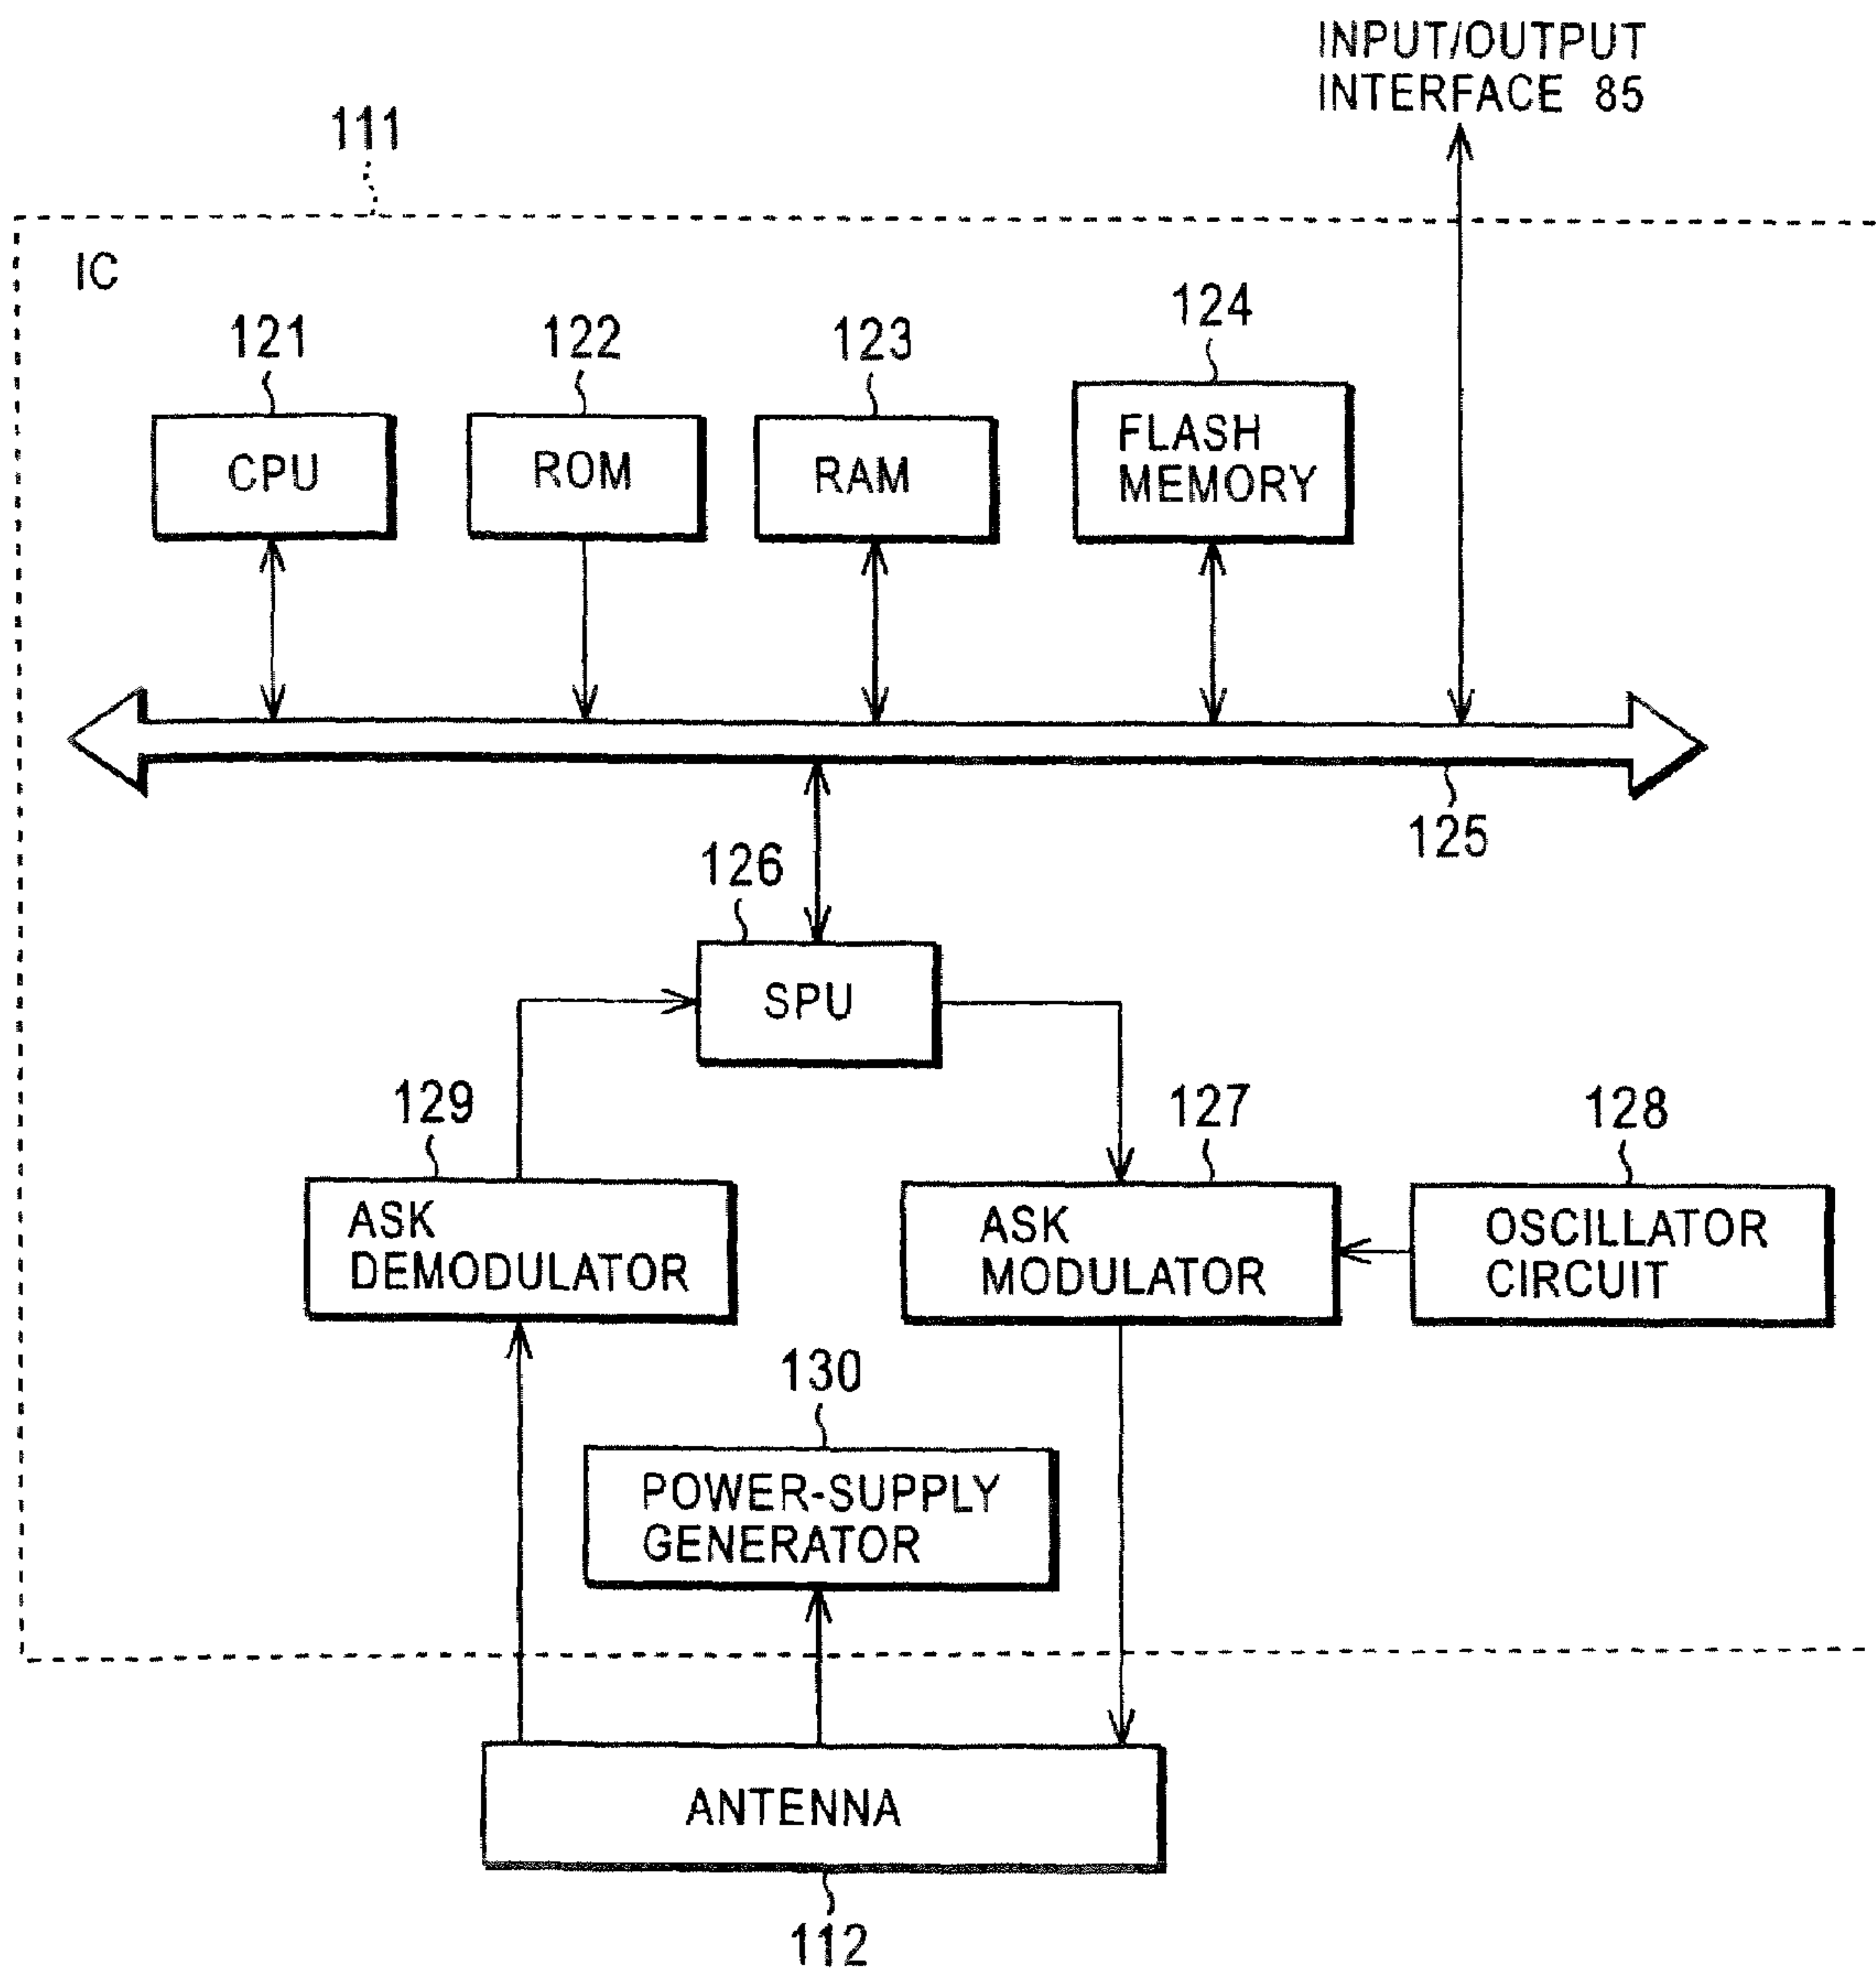 INPUT/OUTPUT
INTERFACE 85
111
IC
121
122
123
124
CPU
ROM
RAM
FLASH
MEMORY
125
126
SPU
129
127
128
ASK
DEMODULATOR
ASK
MODULATOR
OSCILLATOR
CIRCUIT
130
POWER-SUPPLY
GENERATOR
ANTENNA
112